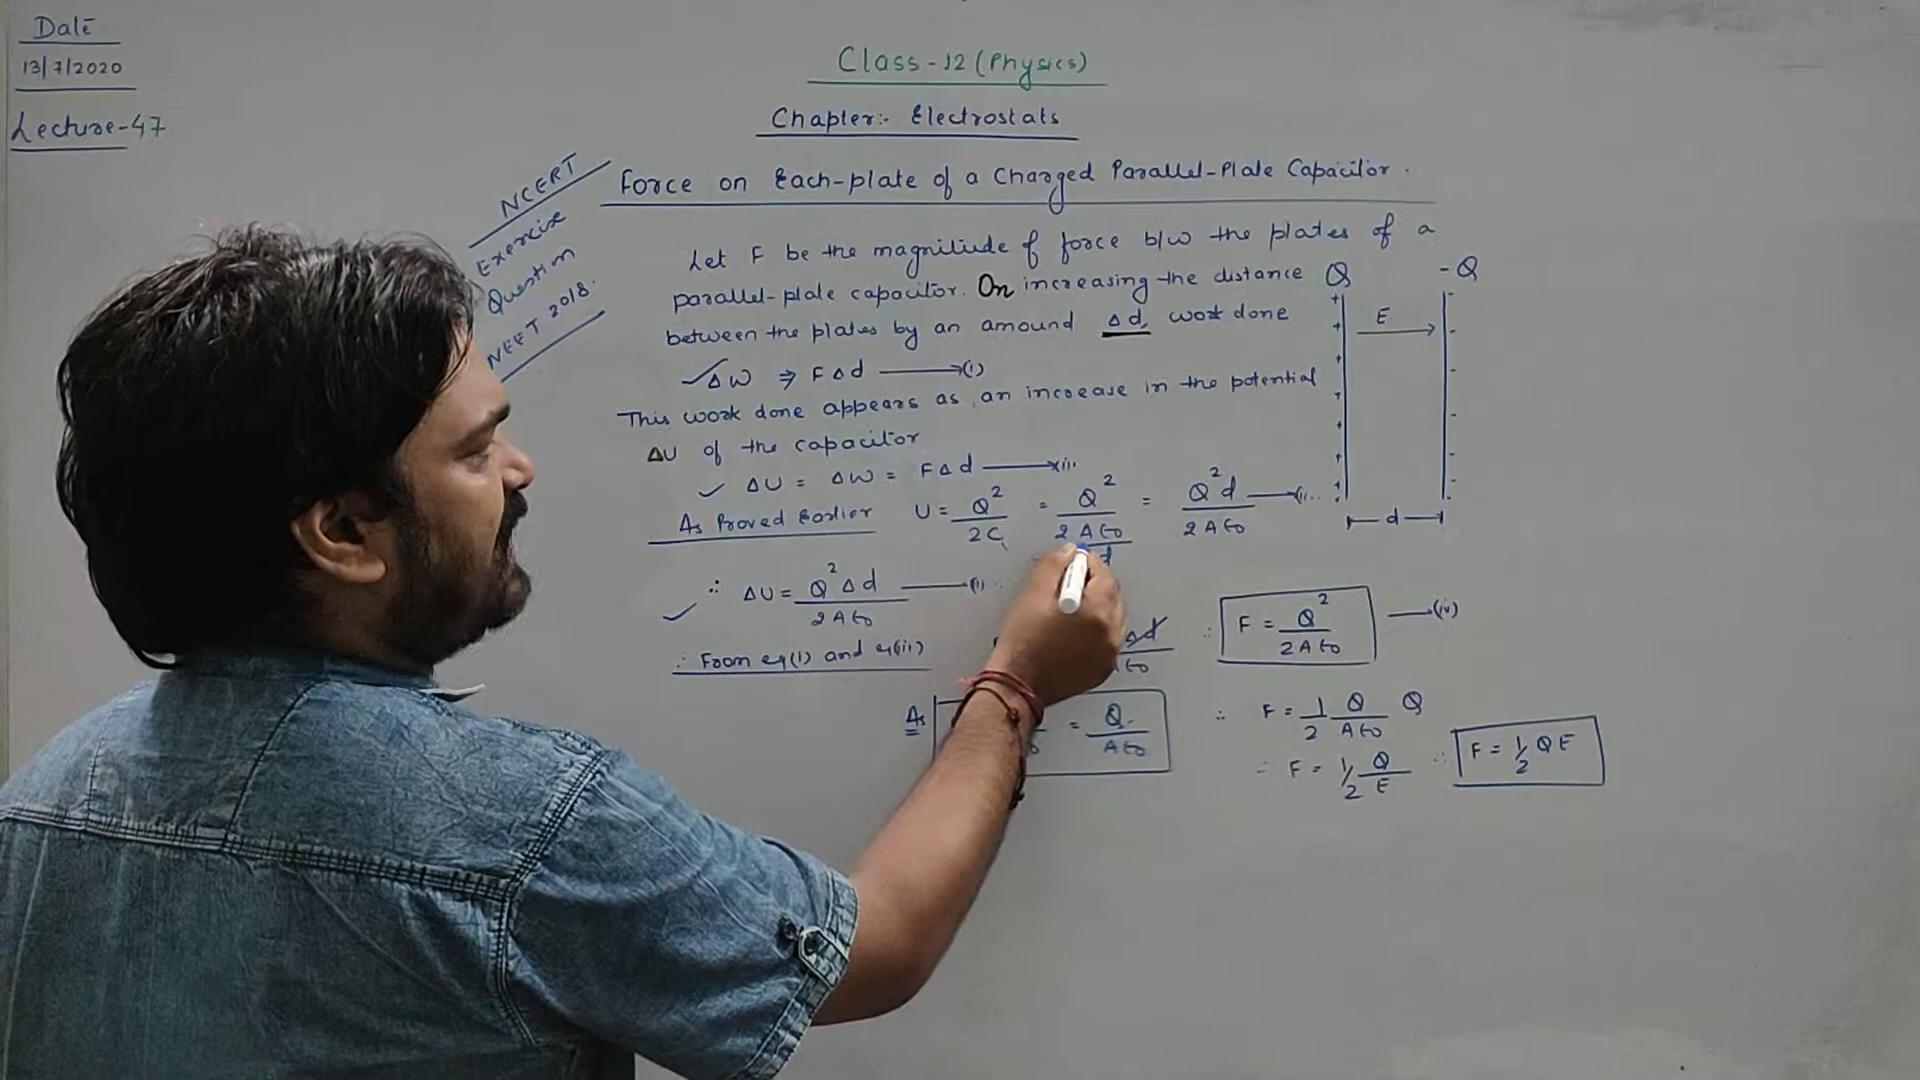 Date
13/7/2020
Lecture-47
Class-12 (Physics)
Chapter:- Electrostats
NCERT
Exercise
Question
NEET 2018.
Force on Each-plate of a Charged Parallel-Plate Capacitor.
Let F be the magnitude of force b/w the plates of a
parallel-plate capacitor. On increasing the distance
between the plates by an amound Δd, work done
✓ΔW ⇒ FΔd ⟶(i)
This work done appears as an increase in the potential
ΔU of the capacitor
✓ ΔU = ΔW = FΔd ⟶
As Proved Earlier U = Q²/2C = Q²/(2Aε₀/d) = Q²d/2Aε₀ ⟶
✓ ∴ ΔU = Q²Δd/2Aε₀ ⟶
∴ From eq(i) and eq(iii)
Δd/Aε₀ ∴ F = Q²/2Aε₀ ⟶(iv)
As = Q/Aε₀ ∴ F = 1/2 Q/Aε₀ Q
∴ F = 1/2 Q/E ∴ F = 1/2 QE
Q -Q
E
d